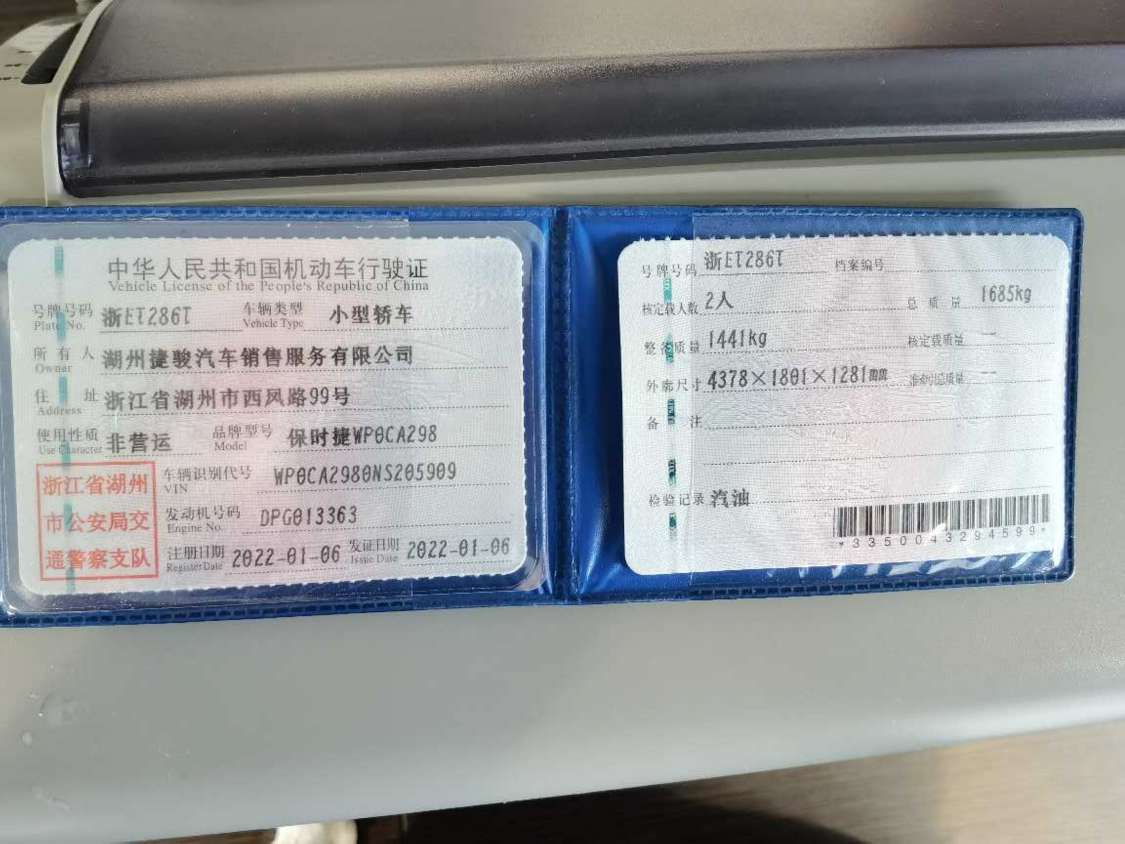 中华人民共和国机动车行驶证
Vehicle License of the People's Republic of China
号牌号码 浙ET286T 车辆类型 小型轿车
Plate No. Vehicle Type
所有人 湖州捷骏汽车销售服务有限公司
Owner
住址 浙江省湖州市西凤路99号
Address
使用性质 非营运 品牌型号 保时捷WP0CA298
Use Character Model
浙江省湖州市公安局交通警察支队
车辆识别代号 WP0CA2980NS205909
VIN
发动机号码 DPG013363
Engine No.
注册日期 2022-01-06 发证日期 2022-01-06
Register Date Issue Date
号牌号码 浙ET286T 档案编号
核定载人数 2人 总质量 1685kg
整备质量 1441kg 核定载质量 --
外廓尺寸 4378×1801×1281mm 准牵引总质量 --
备注
检验记录 汽油
*3350043294599*